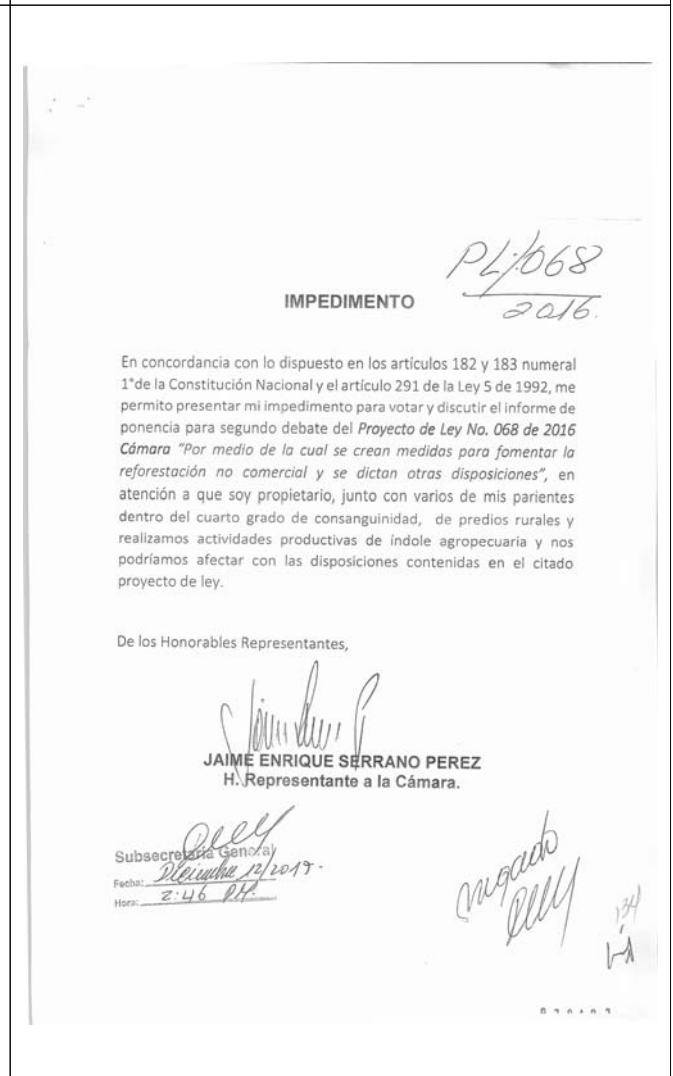 PL/068
2016.
IMPEDIMENTO
En concordancia con lo dispuesto en los artículos 182 y 183 numeral
1°de la Constitución Nacional y el artículo 291 de la Ley 5 de 1992, me
permito presentar mi impedimento para votar y discutir el informe de
ponencia para segundo debate del Proyecto de Ley No. 068 de 2016
Cámara "Por medio de la cual se crean medidas para fomentar la
reforestación no comercial y se dictan otras disposiciones", en
atención a que soy propietario, junto con varios de mis parientes
dentro del cuarto grado de consanguinidad, de predios rurales y
realizamos actividades productivas de índole agropecuaria y nos
podríamos afectar con las disposiciones contenidas en el citado
proyecto de ley.
De los Honorables Representantes,
JAIME ENRIQUE SERRANO PEREZ
H. Representante a la Cámara.
Subsecretaria General
Fecha: Diciembre 12/2017.
Hora: 2:46 PM.
negado
134